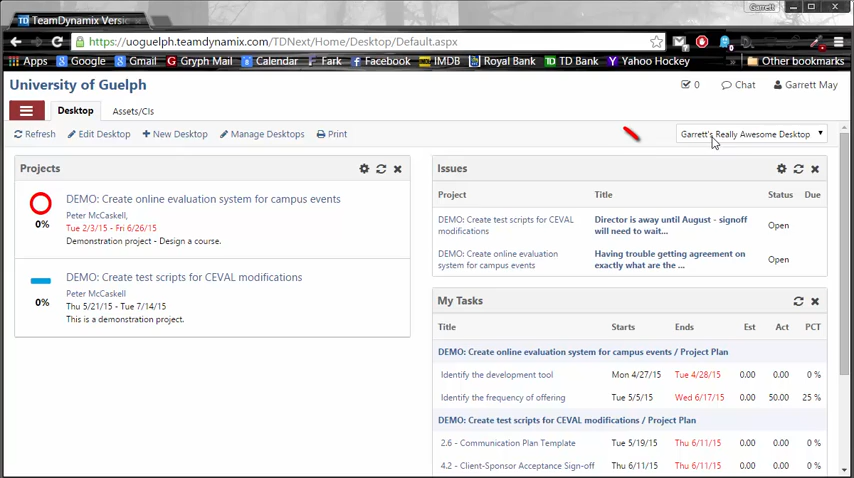 Garrett
TeamDynamix Versic
https://uoguelph.teamdynamix.com/TDNext/Home/Desktop/Default.aspx
Apps Google Gryph Mail Calendar Fark Facebook Gmail IMDB Royal Bank TD Bank Yahoo Hockey Other bookmarks
University of Guelph
0 Chat Garrett May
Desktop Assets/CIs
Refresh Edit Desktop New Desktop Manage Desktops Print
Garrett's Really Awesome Desktop
Projects
DEMO: Create online evaluation system for campus events
Peter McCaskell,
0%
Tue 2/3/15 - Fri 6/26/15
Demonstration project - Design a course.
DEMO: Create test scripts for CEVAL modifications
Peter McCaskell
0%
Thu 5/21/15 - Tue 7/14/15
This is a demonstration project.
Issues
Project Title Status Due
DEMO: Create test scripts for CEVAL
modifications
Director is away until August - signoff
will need to wait...
Open
DEMO: Create online evaluation
system for campus events
Having trouble getting agreement on
exactly what are the ...
Open
My Tasks
Title Starts Ends Est Act PCT
DEMO: Create online evaluation system for campus events / Project Plan
Identify the development tool Mon 4/27/15 Tue 4/28/15 0.00 0.00 0 %
Identify the frequency of offering Tue 5/5/15 Wed 6/17/15 0.00 50.00 25 %
DEMO: Create test scripts for CEVAL modifications / Project Plan
2.6 - Communication Plan Template Tue 5/19/15 Thu 6/11/15 0.00 0.00 0 %
4.2 - Client-Sponsor Acceptance Sign-off Thu 6/11/15 Thu 6/11/15 0.00 0.00 0 %